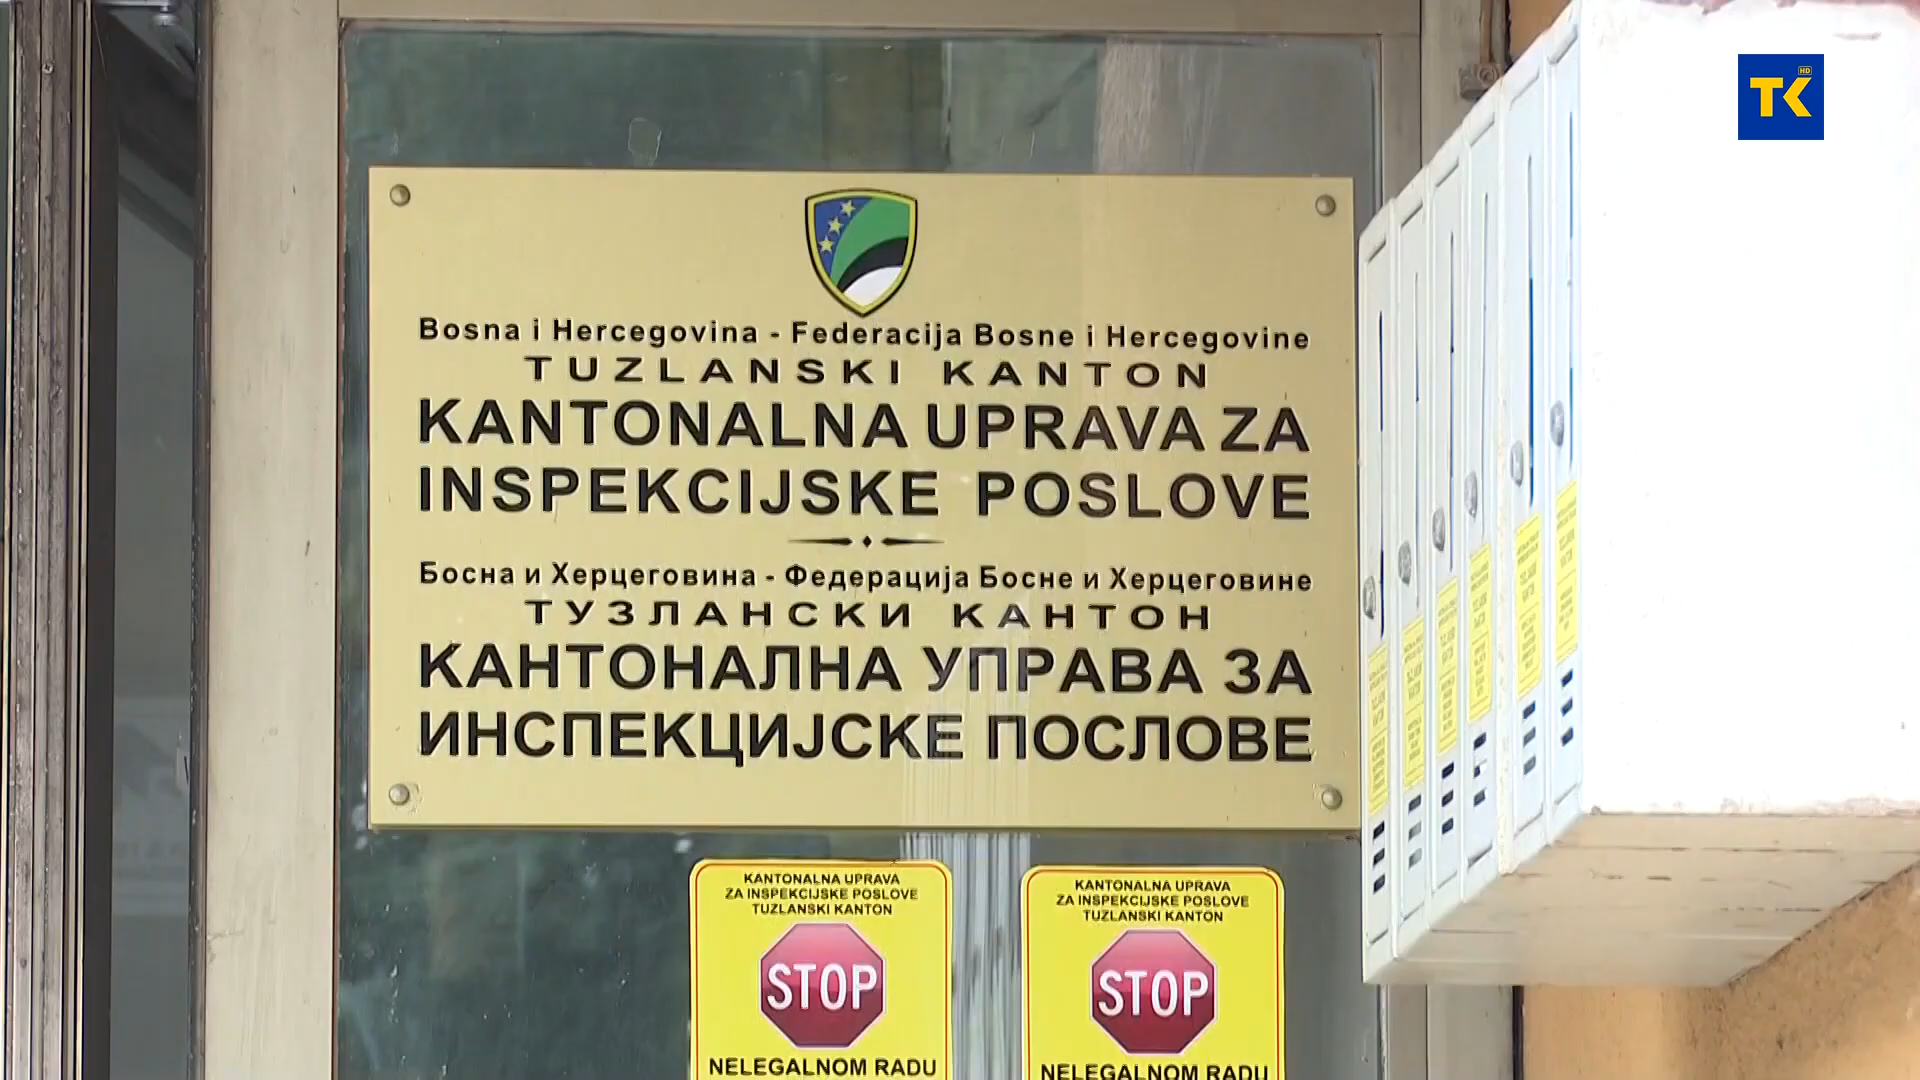 TK HD
Bosna i Hercegovina - Federacija Bosne i Hercegovine
TUZLANSKI KANTON
KANTONALNA UPRAVA ZA
INSPEKCIJSKE POSLOVE
Босна и Херцеговина - Федерација Босне и Херцеговине
ТУЗЛАНСКИ КАНТОН
КАНТОНАЛНА УПРАВА ЗА
ИНСПЕКЦИЈСКЕ ПОСЛОВЕ
KANTONALNA UPRAVA
ZA INSPEKCIJSKE POSLOVE
TUZLANSKI KANTON
STOP
NELEGALNOM RADU
KANTONALNA UPRAVA
ZA INSPEKCIJSKE POSLOVE
TUZLANSKI KANTON
STOP
NELEGALNOM RADU